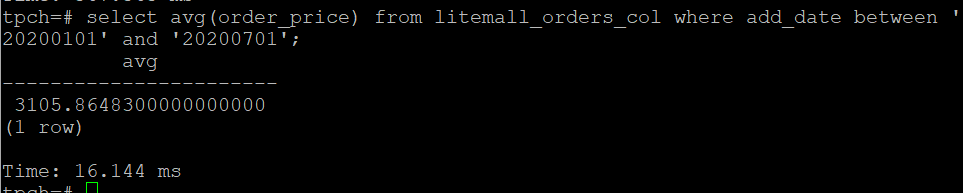 tpch=# select avg(order_price) from litemall_orders_col where add_date between '
20200101' and '20200701';
avg
-----------------------
3105.8648300000000000
(1 row)
Time: 16.144 ms
tpch=#